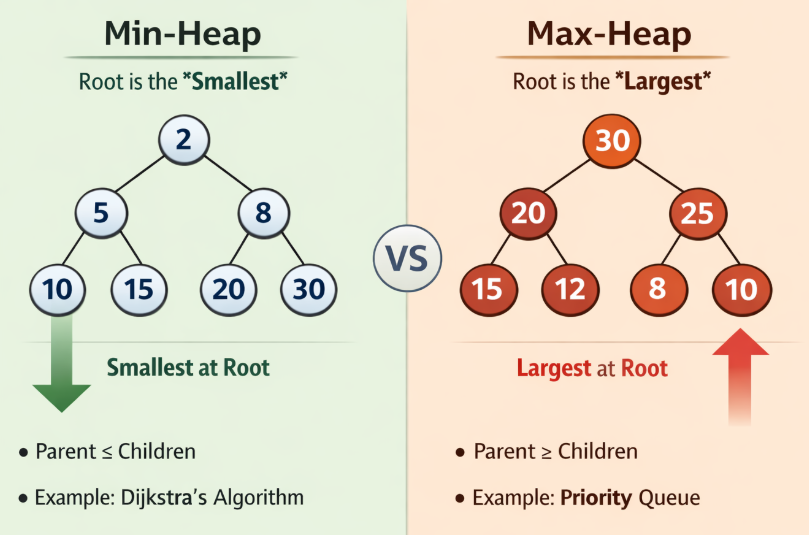 Min-Heap
Root is the *Smallest*
2
5
8
10
15
20
30
Smallest at Root
• Parent ≤ Children
• Example: Dijkstra's Algorithm
VS
Max-Heap
Root is the *Largest*
30
20
25
15
12
8
10
Largest at Root
• Parent ≥ Children
• Example: Priority Queue